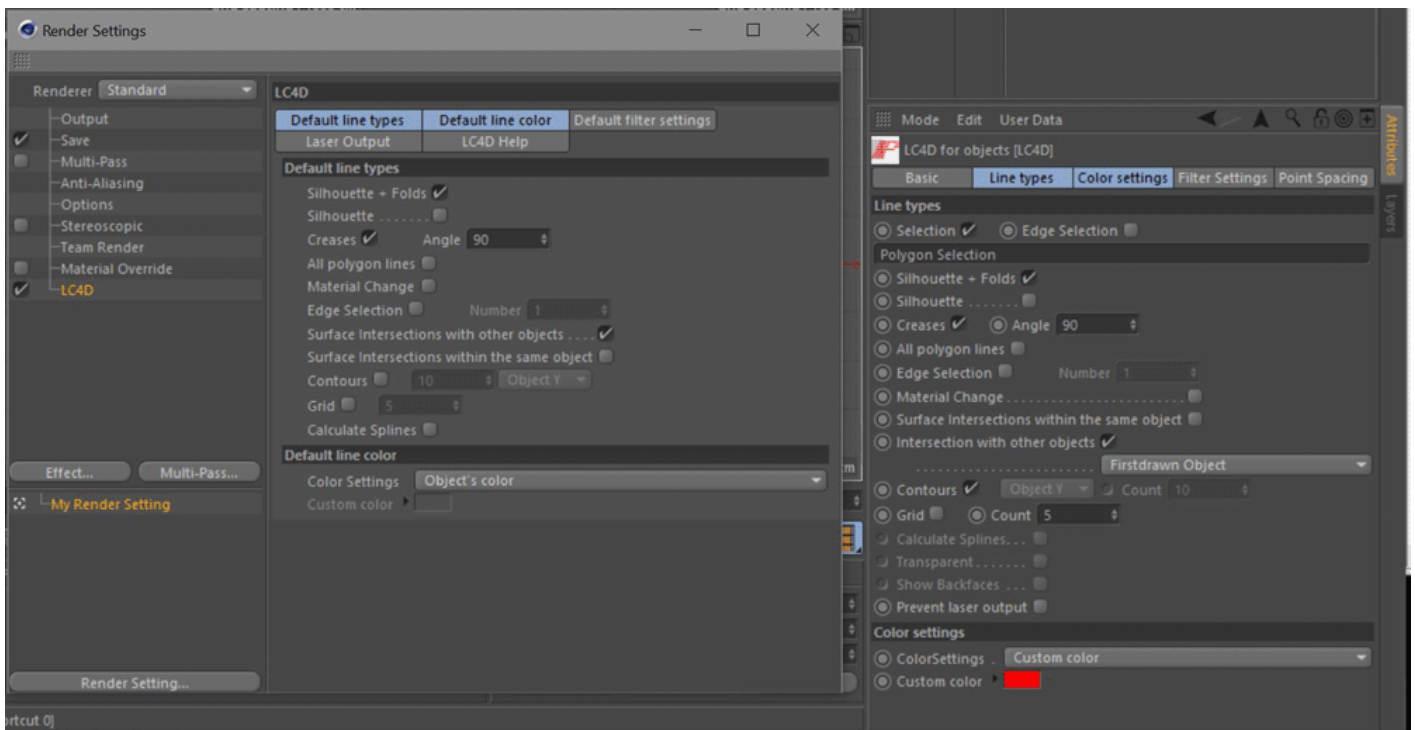 Render Settings
Renderer Standard
Output
Save
Multi-Pass
Anti-Aliasing
Options
Stereoscopic
Team Render
Material Override
LC4D
Effect... Multi-Pass...
My Render Setting
Render Setting...
LC4D
Default line types Default line color Default filter settings
Laser Output LC4D Help
Default line types
Silhouette + Folds
Silhouette . . . . . . .
Creases Angle 90
All polygon lines
Material Change
Edge Selection Number 1
Surface Intersections with other objects . . . .
Surface Intersections within the same object
Contours 10 Object Y
Grid 5
Calculate Splines
Default line color
Color Settings Object's color
Custom color
cm
ortcut 0]
Mode Edit User Data
LC4D for objects [LC4D]
Basic Line types Color settings Filter Settings Point Spacing
Line types
Selection Edge Selection
Polygon Selection
Silhouette + Folds
Silhouette . . . . . . .
Creases Angle 90
All polygon lines
Edge Selection Number 1
Material Change . . . . . . . . . . . . . . . . . . . . . . .
Surface Intersections within the same object
Intersection with other objects
. . . . . . . . . . . . . . . . . . . . . . . Firstdrawn Object
Contours Object Y Count 10
Grid Count 5
Calculate Splines. . .
Transparent . . . . . . .
Show Backfaces . . .
Prevent laser output
Color settings
ColorSettings . Custom color
Custom color
Attributes
Layers